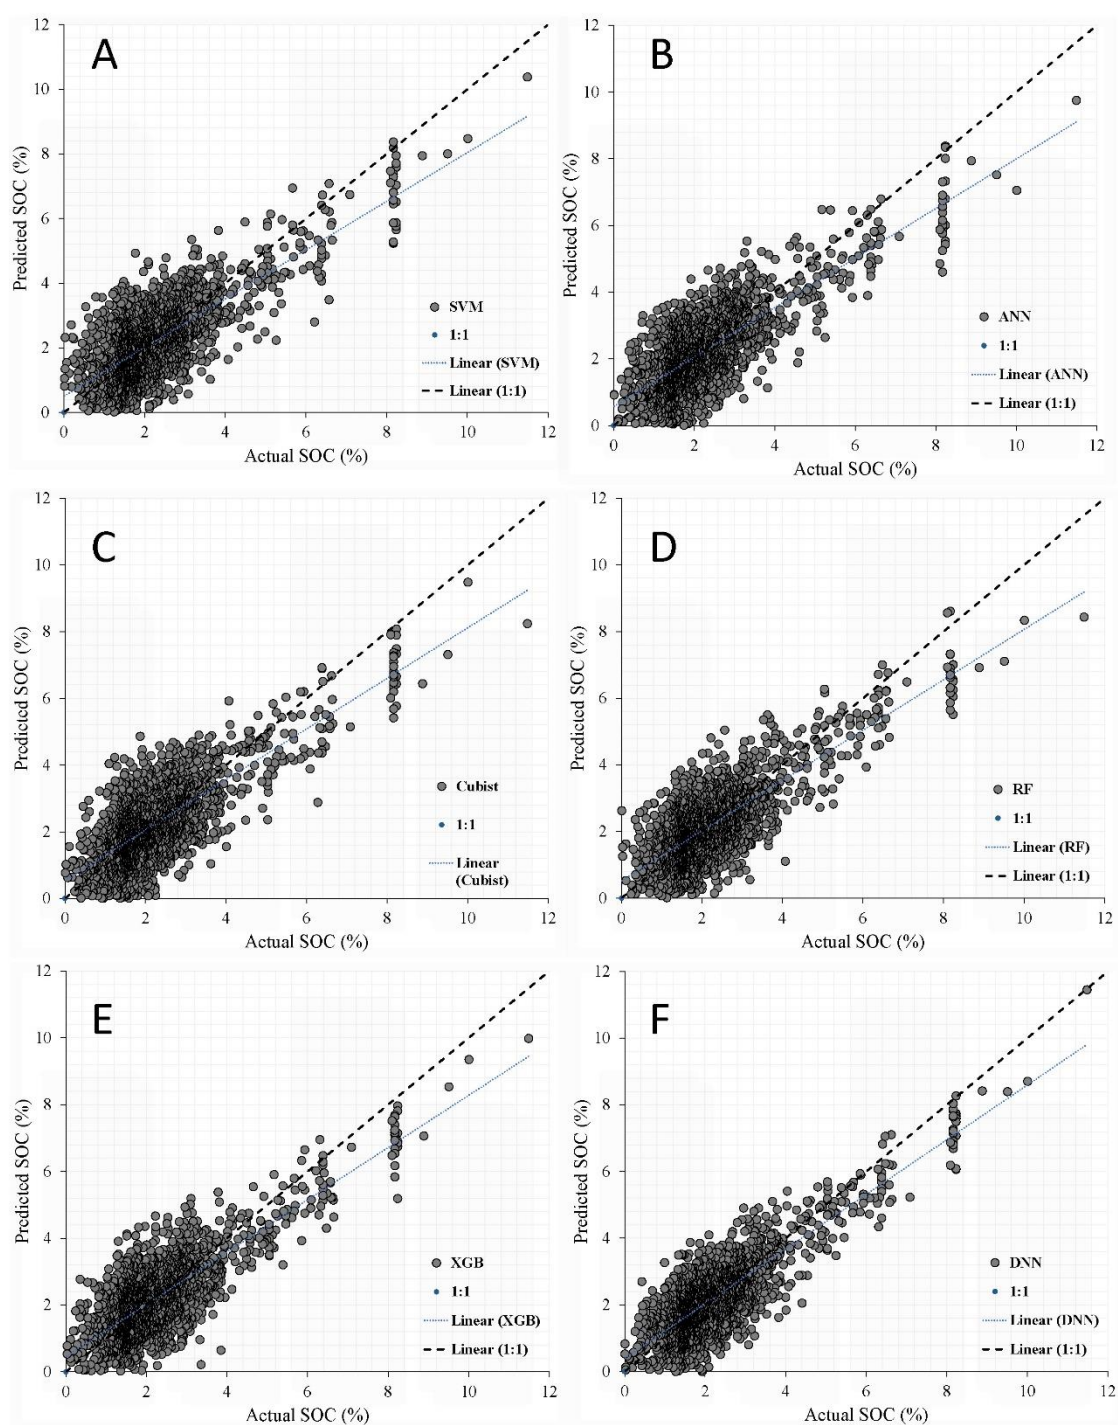 A
12
10
8
6
4
2
0
Predicted SOC (%)
SVM
1:1
Linear (SVM)
Linear (1:1)
0 2 4 6 8 10 12
Actual SOC (%)
B
12
10
8
6
4
2
0
Predicted SOC (%)
ANN
1:1
Linear (ANN)
Linear (1:1)
0 2 4 6 8 10 12
Actual SOC (%)
C
12
10
8
6
4
2
0
Predicted SOC (%)
Cubist
1:1
Linear
(Cubist)
0 2 4 6 8 10 12
Actual SOC (%)
D
12
10
8
6
4
2
0
Predicted SOC (%)
RF
1:1
Linear (RF)
Linear (1:1)
0 2 4 6 8 10 12
Actual SOC (%)
E
12
10
8
6
4
2
0
Predicted SOC (%)
XGB
1:1
Linear (XGB)
Linear (1:1)
0 2 4 6 8 10 12
Actual SOC (%)
F
12
10
8
6
4
2
0
Predicted SOC (%)
DNN
1:1
Linear (DNN)
Linear (1:1)
0 2 4 6 8 10 12
Actual SOC (%)